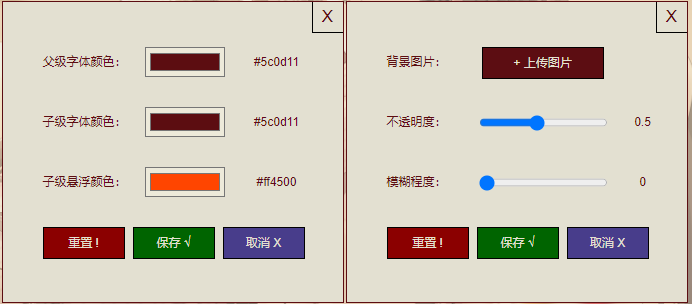 X
父级字体颜色:
#5c0d11
子级字体颜色:
#5c0d11
子级悬浮颜色:
#ff4500
重置 !
保存 √
取消 X
X
背景图片:
+ 上传图片
不透明度:
0.5
模糊程度:
0
重置 !
保存 √
取消 X